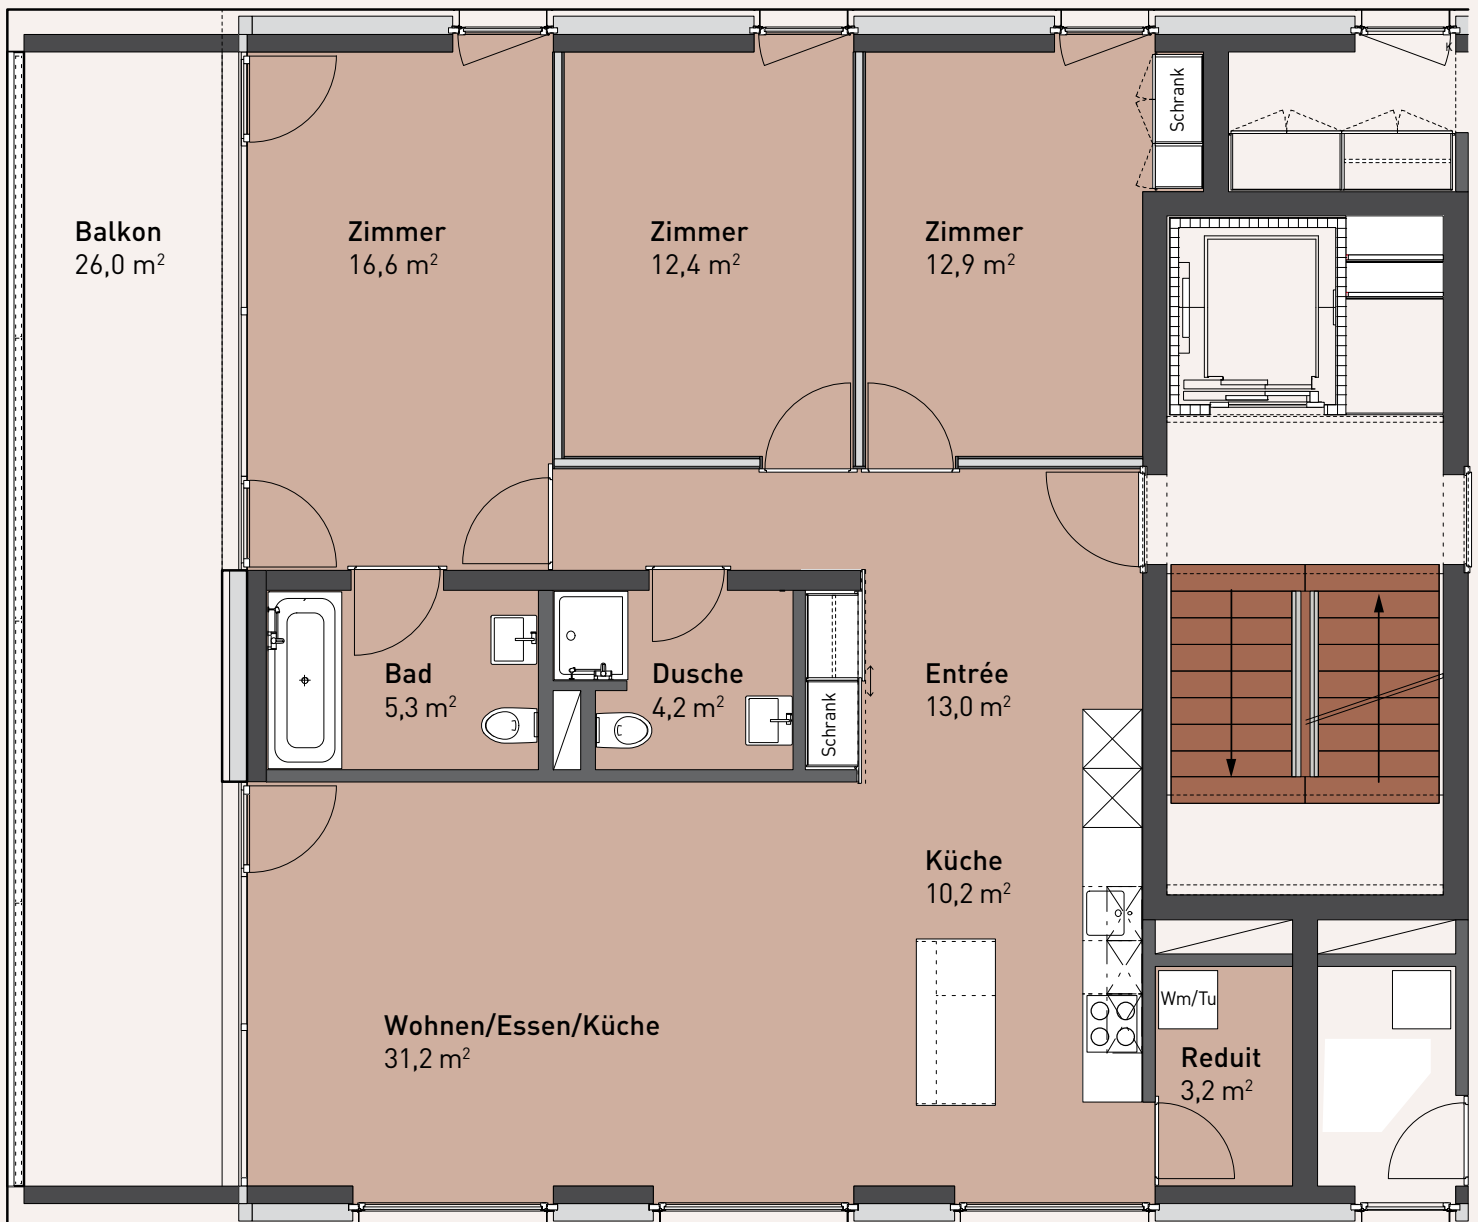 K
Schrank
Balkon
26,0 m²
Zimmer
16,6 m²
Zimmer
12,4 m²
Zimmer
12,9 m²
Bad
5,3 m²
Dusche
4,2 m²
Schrank
Entrée
13,0 m²
Küche
10,2 m²
Wohnen/Essen/Küche
31,2 m²
Wm/Tu
Reduit
3,2 m²